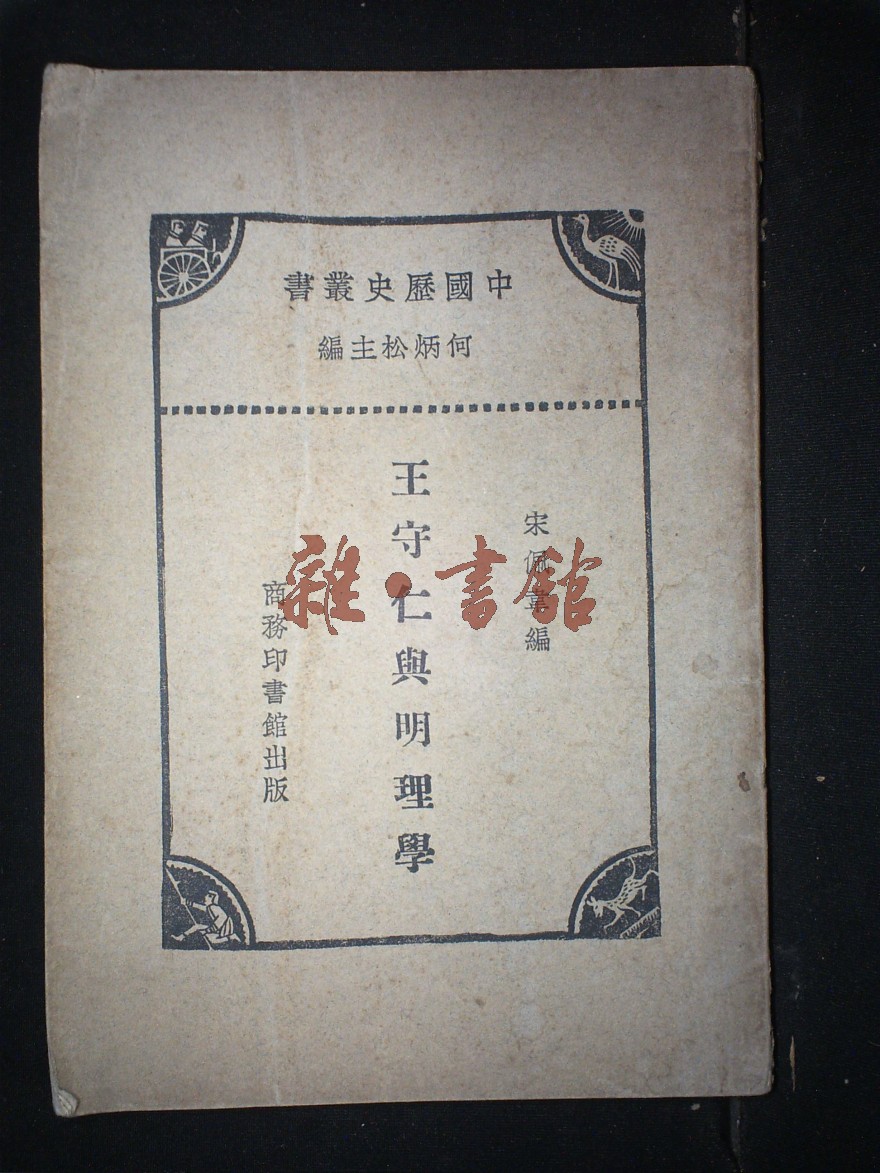 中國歷史叢書
何炳松主編
宋佩韋編
王守仁與明理學
商務印書館出版
雜·書館